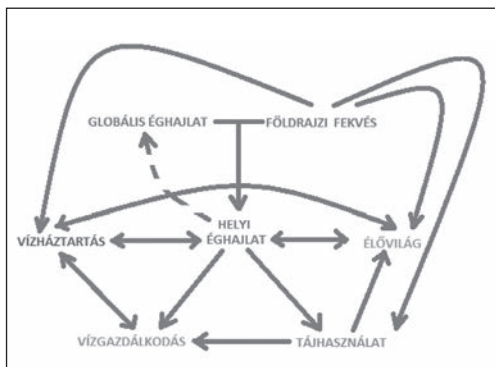 GLOBÁLIS ÉGHAJLAT
FÖLDRAJZI FEKVÉS
HELYI
ÉGHAJLAT
VÍZHÁZTARTÁS
ÉLŐVILÁG
VÍZGAZDÁLKODÁS
TÁJHASZNÁLAT